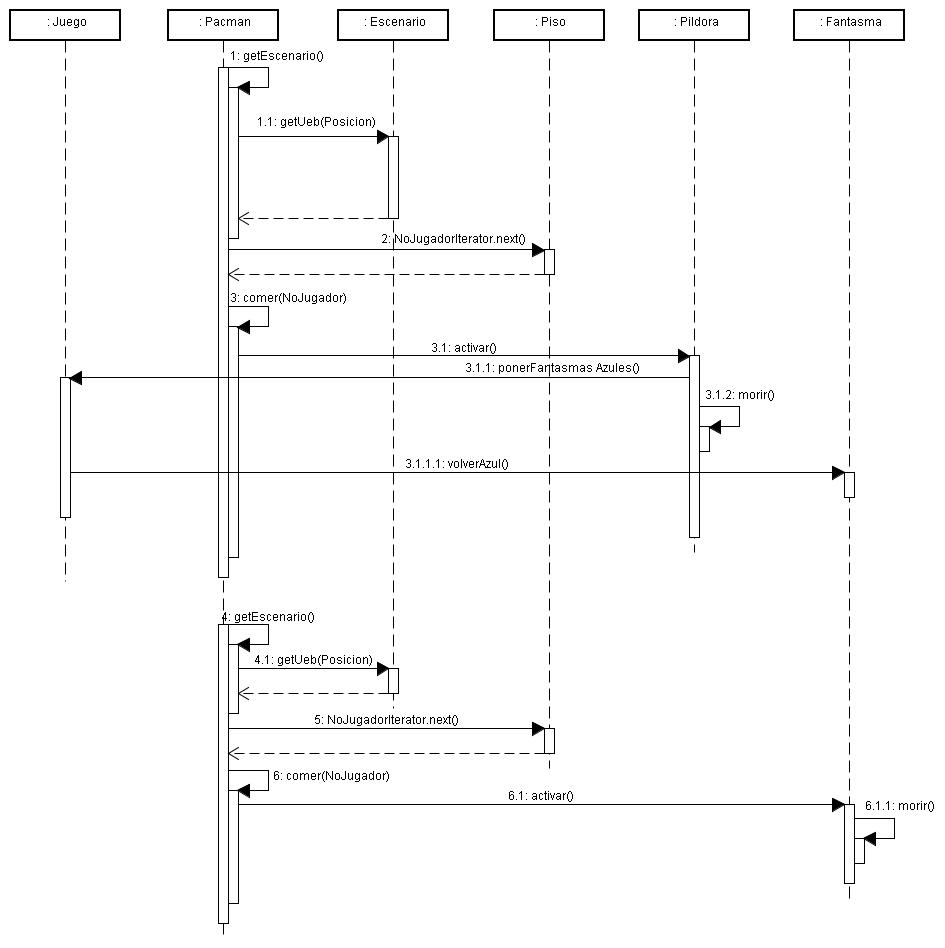 : Juego
: Pacman
: Escenario
: Piso
: Pildora
: Fantasma
1: getEscenario()
1.1: getUeb(Posicion)
2: NoJugadorIterator.next()
3: comer(NoJugador)
3.1: activar()
3.1.1: ponerFantasmas Azules()
3.1.2: morir()
3.1.1.1: volverAzul()
4: getEscenario()
4.1: getUeb(Posicion)
5: NoJugadorIterator.next()
6: comer(NoJugador)
6.1: activar()
6.1.1: morir()